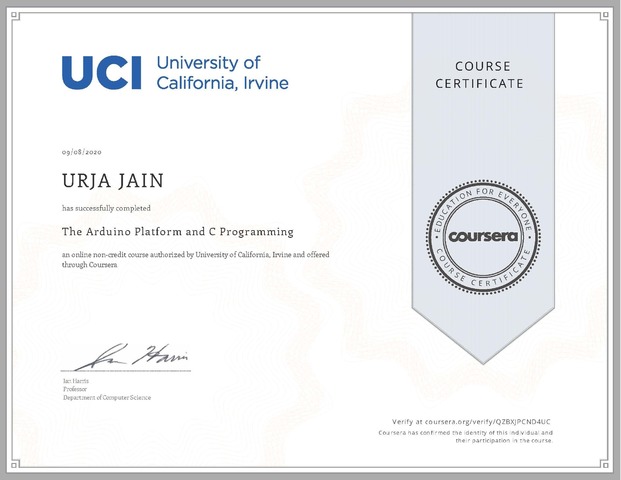 UCI University of
California, Irvine
COURSE
CERTIFICATE
09/08/2020
URJA JAIN
has successfully completed
The Arduino Platform and C Programming
an online non-credit course authorized by University of California, Irvine and offered
through Coursera
EDUCATION FOR EVERYONE
coursera
COURSE CERTIFICATE
Ian Harris
Ian Harris
Professor
Department of Computer Science
Verify at coursera.org/verify/QZBXJPCND4UC
Coursera has confirmed the identity of this individual and
their participation in the course.